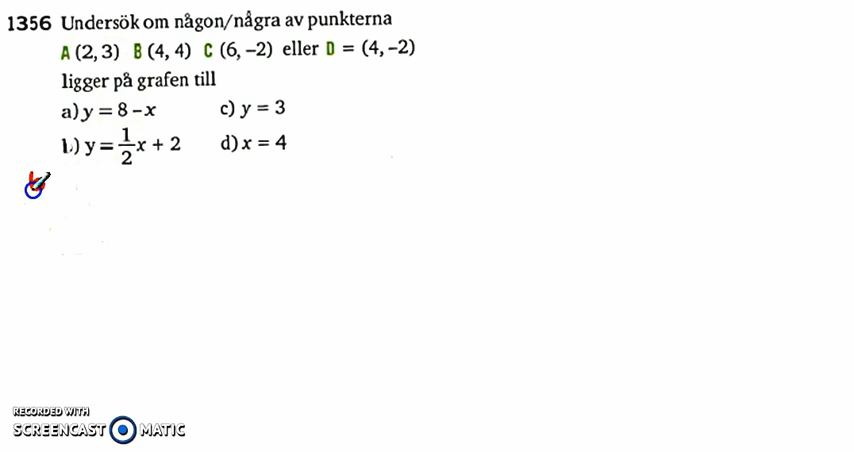 1356 Undersök om någon/några av punkterna
A (2, 3) B (4, 4) C (6, –2) eller D = (4, –2)
ligger på grafen till
a) y = 8 – x c) y = 3
b) y = 1/2 x + 2 d) x = 4
RECORDED WITH
SCREENCAST MATIC